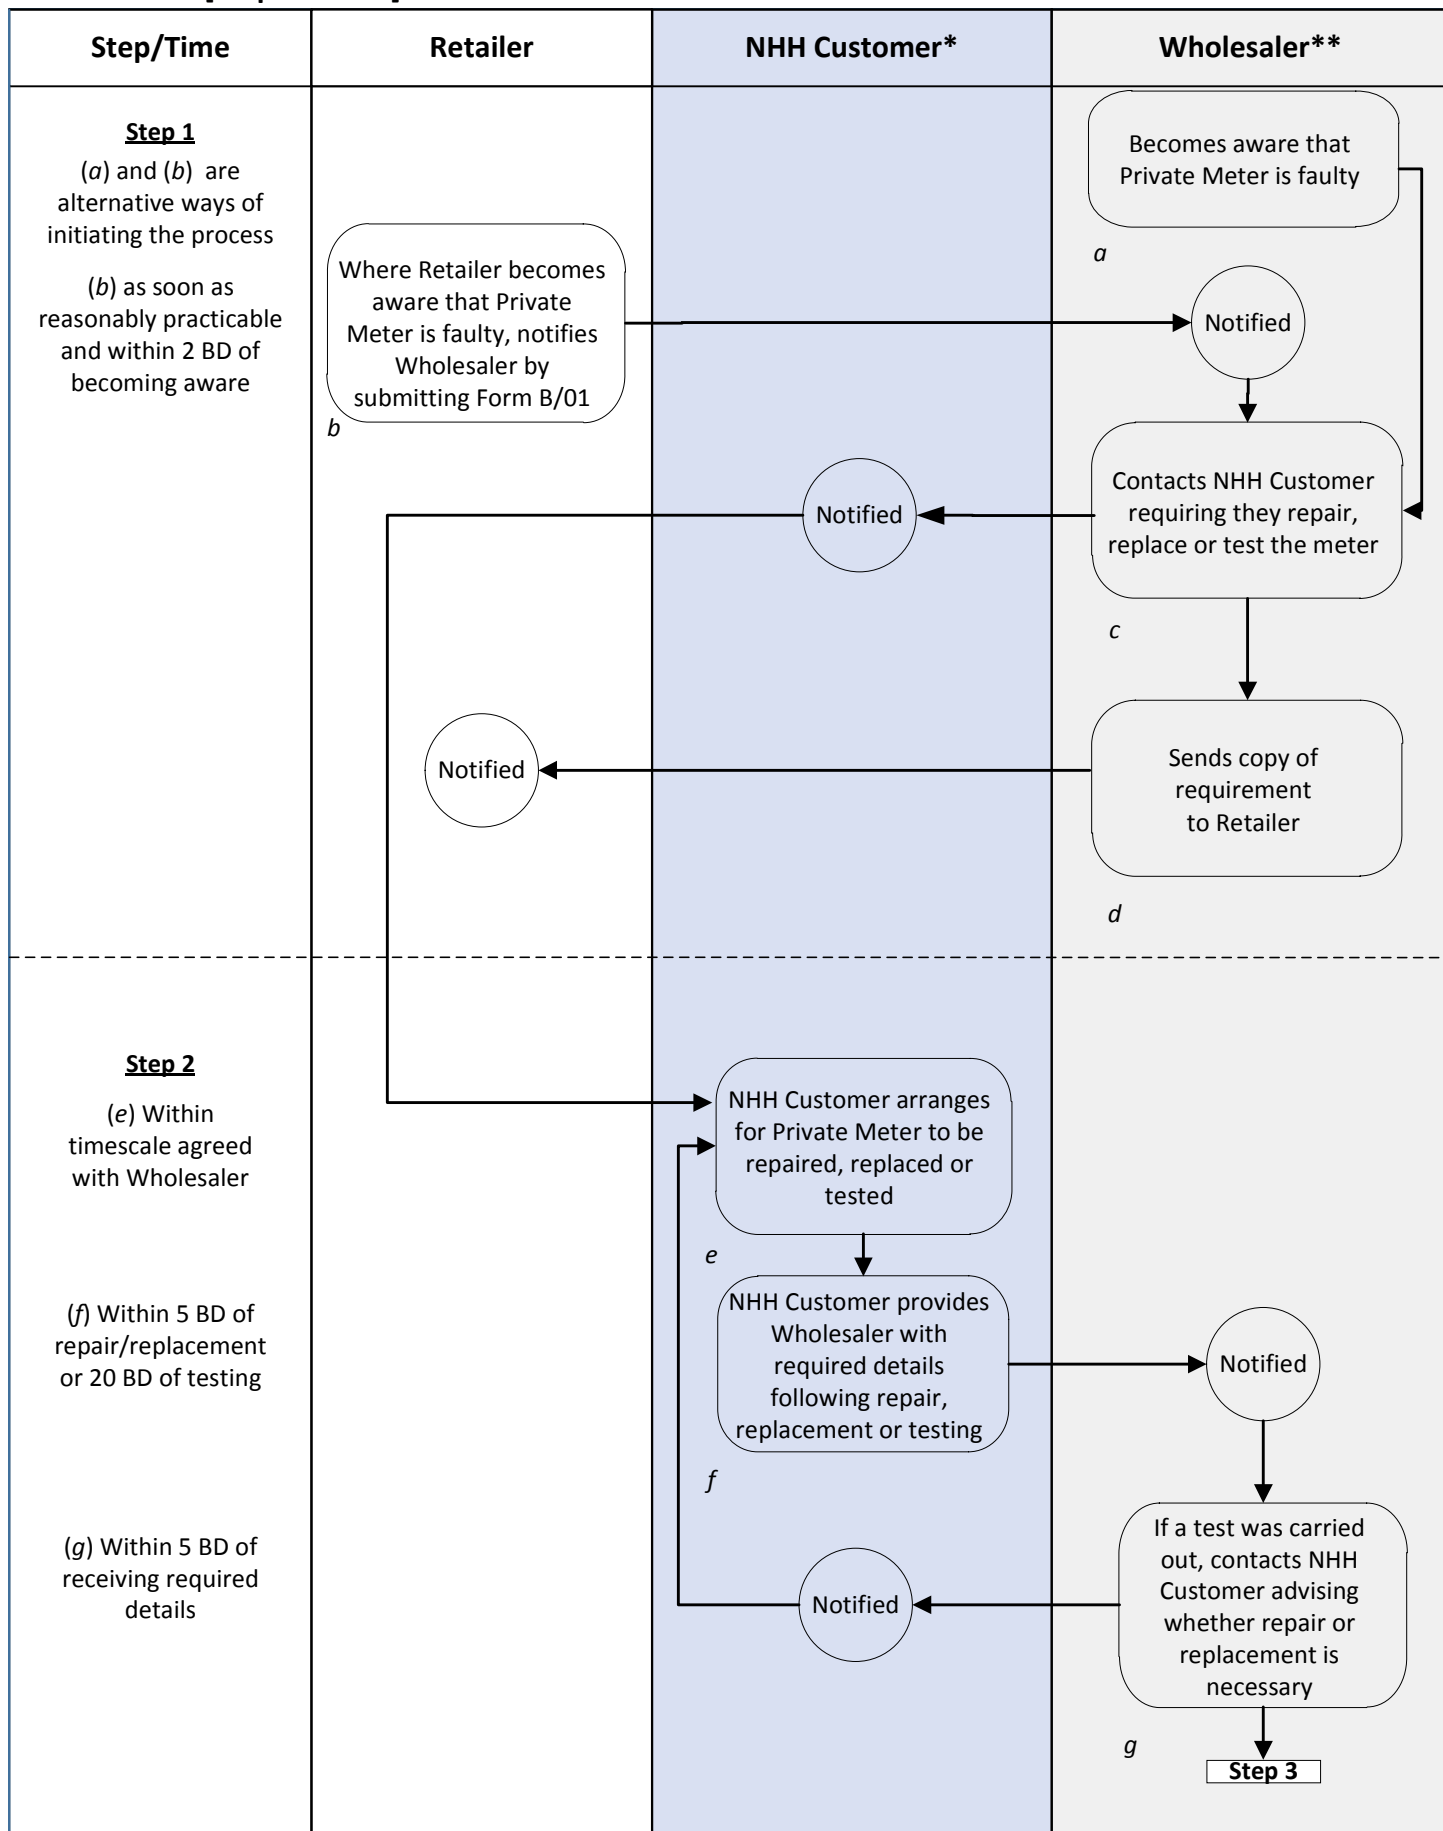 Step/Time
Retailer
NHH Customer*
Wholesaler**
Step 1
(a) and (b) are
alternative ways of
initiating the process
(b) as soon as
reasonably practicable
and within 2 BD of
becoming aware
Becomes aware that
Private Meter is faulty
a
Where Retailer becomes
aware that Private
Meter is faulty, notifies
Wholesaler by
submitting Form B/01
b
Notified
Contacts NHH Customer
requiring they repair,
replace or test the meter
c
Notified
Sends copy of
requirement
to Retailer
d
Notified
Step 2
(e) Within
timescale agreed
with Wholesaler
NHH Customer arranges
for Private Meter to be
repaired, replaced or
tested
e
(f) Within 5 BD of
repair/replacement
or 20 BD of testing
NHH Customer provides
Wholesaler with
required details
following repair,
replacement or testing
f
Notified
(g) Within 5 BD of
receiving required
details
If a test was carried
out, contacts NHH
Customer advising
whether repair or
replacement is
necessary
g
Notified
Step 3